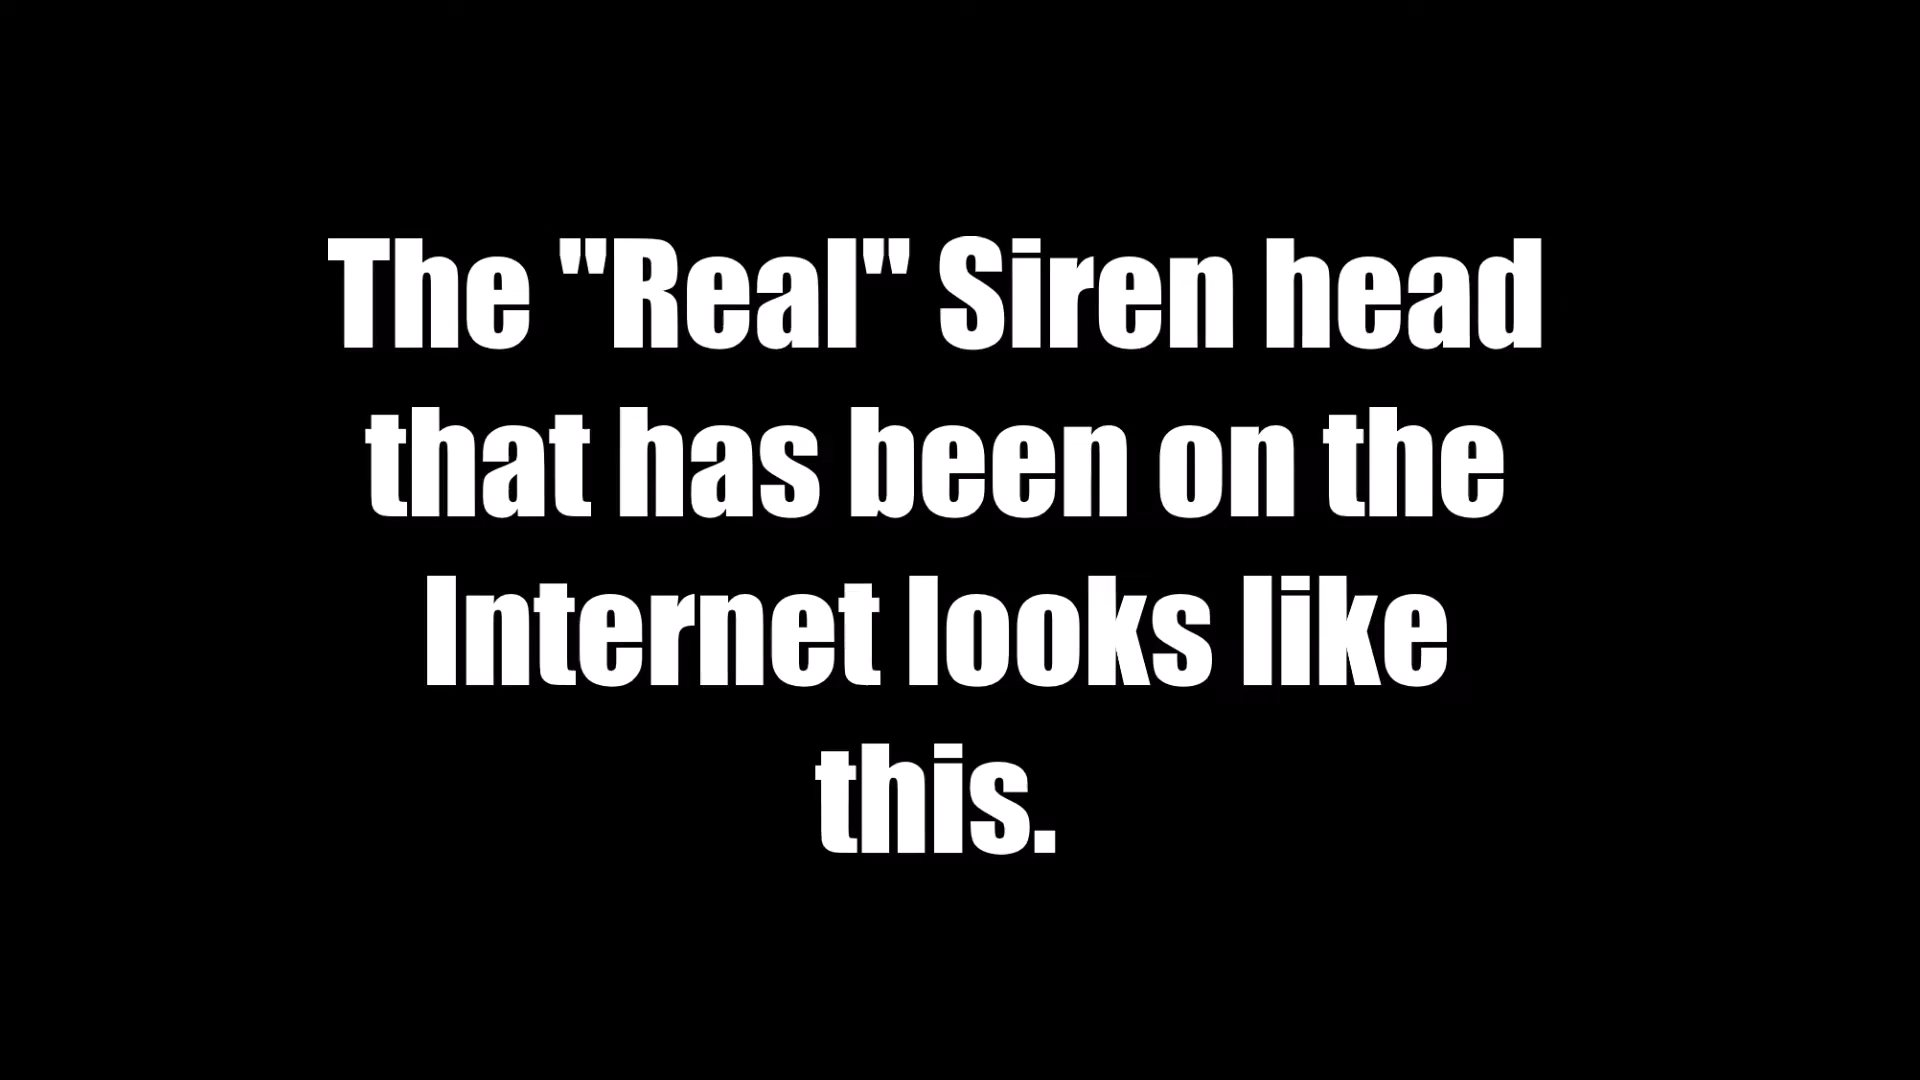 The "Real" Siren head
that has been on the
Internet looks like
this.